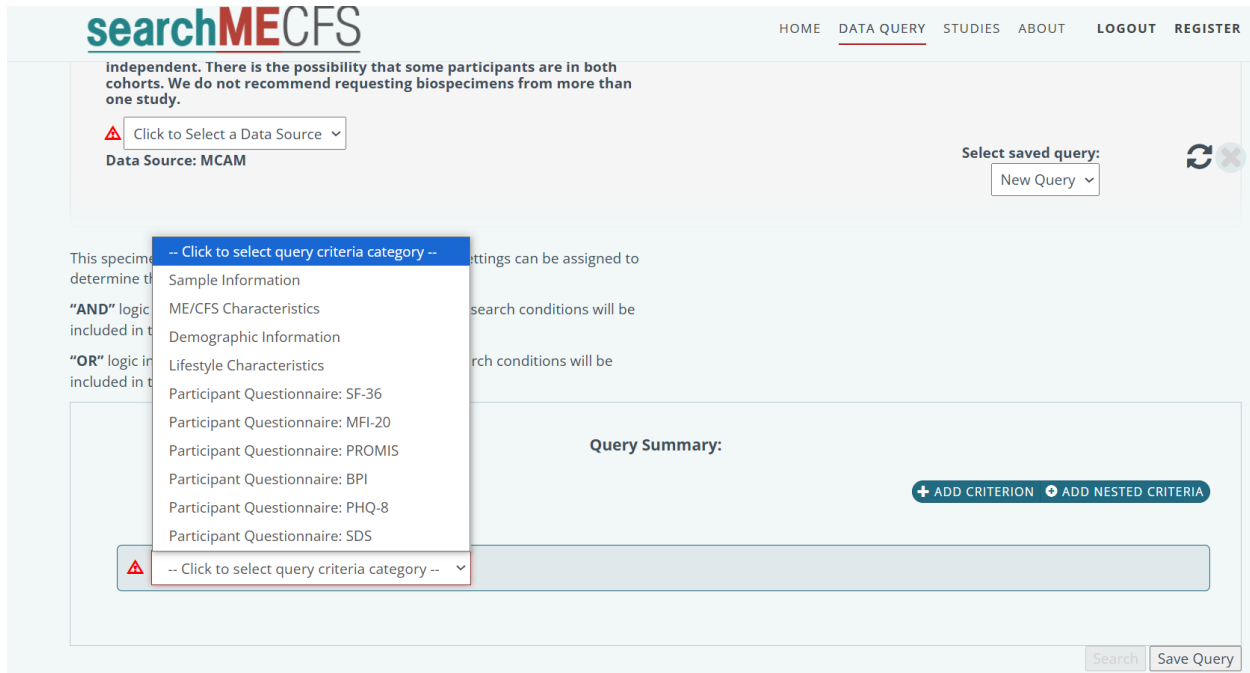 searchMECFS
HOME DATA QUERY STUDIES ABOUT LOGOUT REGISTER
independent. There is the possibility that some participants are in both
cohorts. We do not recommend requesting biospecimens from more than
one study.
Click to Select a Data Source
Data Source: MCAM
Select saved query:
New Query
-- Click to select query criteria category --
Sample Information
ME/CFS Characteristics
Demographic Information
Lifestyle Characteristics
Participant Questionnaire: SF-36
Participant Questionnaire: MFI-20
Participant Questionnaire: PROMIS
Participant Questionnaire: BPI
Participant Questionnaire: PHQ-8
Participant Questionnaire: SDS
This specime ettings can be assigned to
determine th
“AND” logic search conditions will be
included in t
“OR” logic in rch conditions will be
included in t
Query Summary:
ADD CRITERION ADD NESTED CRITERIA
-- Click to select query criteria category --
Search Save Query